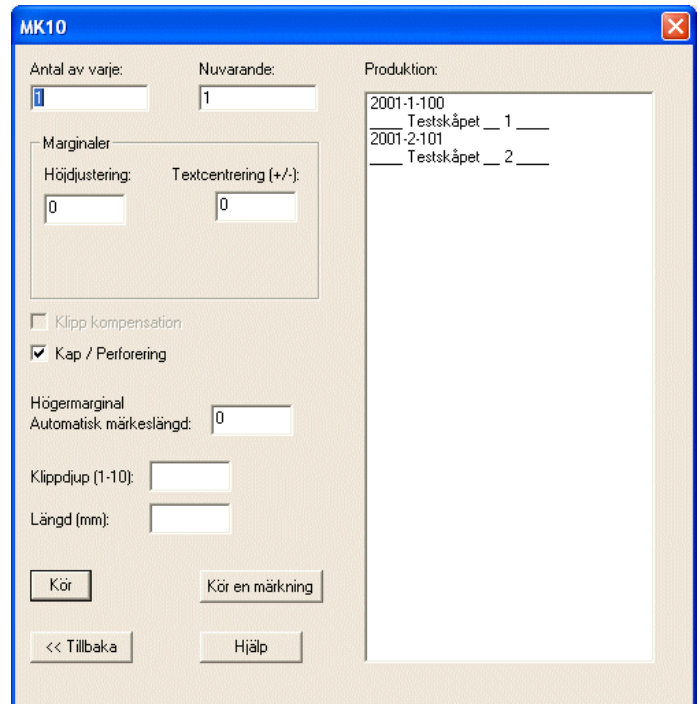 MK10
Antal av varje:
1
Nuvarande:
1
Marginaler
Höjdjustering:
0
Textcentrering (+/-):
0
Klipp kompensation
Kap / Perforering
Högermarginal
Automatisk märkeslängd:
0
Klippdjup (1-10):
Längd (mm):
Kör
Kör en märkning
<< Tillbaka
Hjälp
Produktion:
2001-1-100
____ Testskåpet __ 1 ____
2001-2-101
____ Testskåpet __ 2 ____